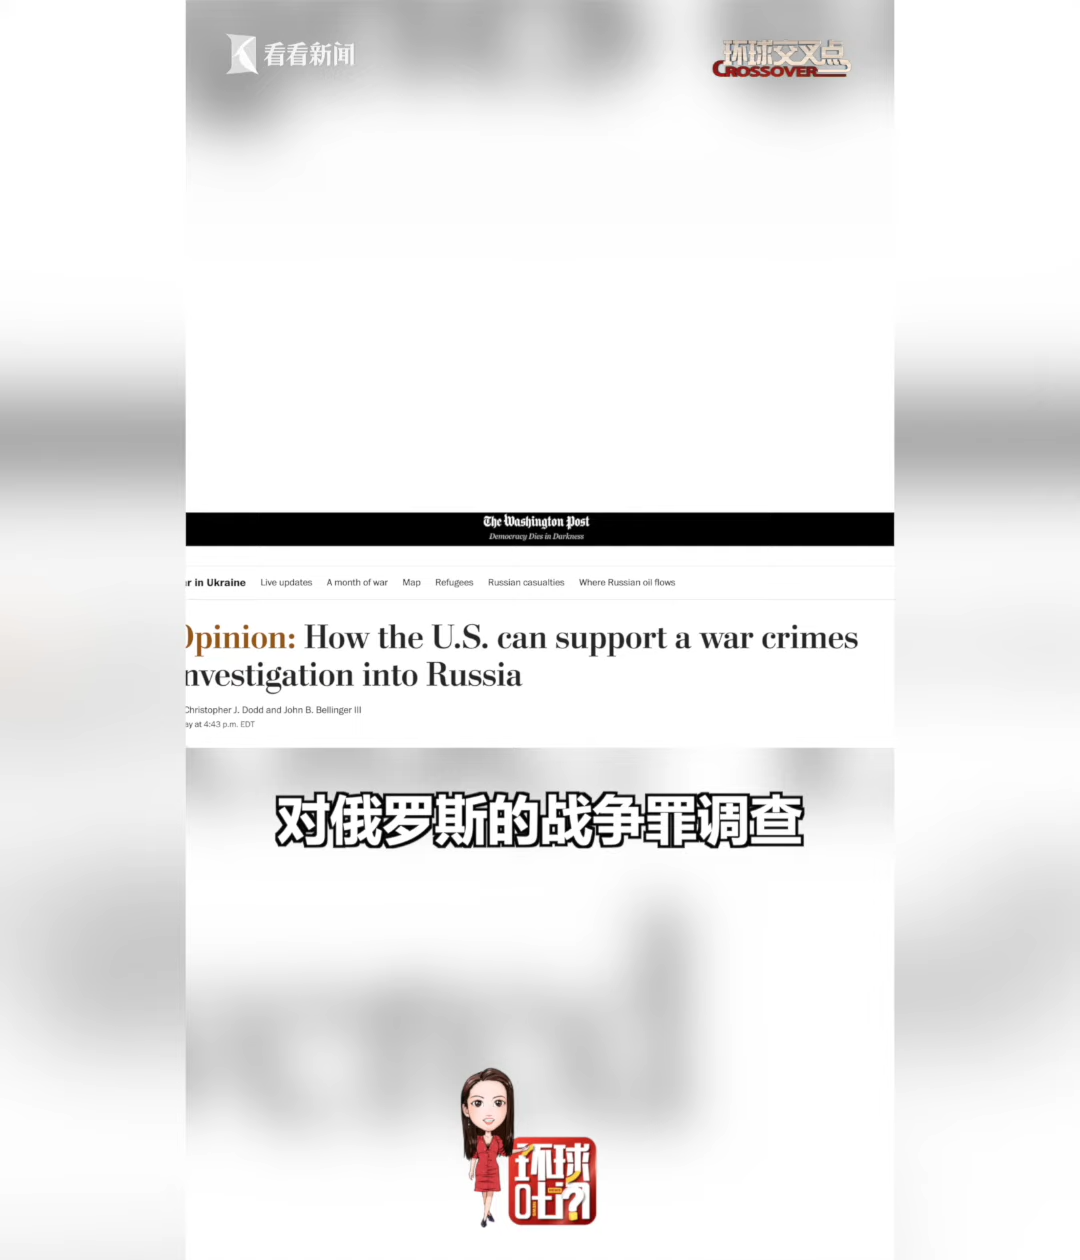 看看新闻
环球交叉点
CROSSOVER
The Washington Post
Democracy Dies in Darkness
r in Ukraine Live updates A month of war Map Refugees Russian casualties Where Russian oil flows
Opinion: How the U.S. can support a war crimes
nvestigation into Russia
Christopher J. Dodd and John B. Bellinger III
ay at 4:43 p.m. EDT
对俄罗斯的战争罪调查
环球